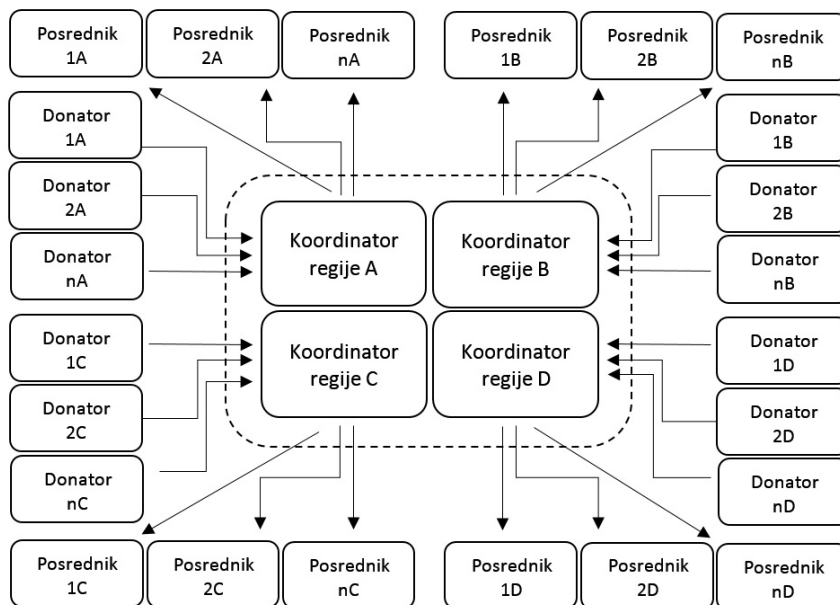 Posrednik
1A
Posrednik
2A
Posrednik
nA
Posrednik
1B
Posrednik
2B
Posrednik
nB
Donator
1A
Donator
2A
Donator
nA
Donator
1B
Donator
2B
Donator
nB
Koordinator
regije A
Koordinator
regije B
Koordinator
regije C
Koordinator
regije D
Donator
1C
Donator
2C
Donator
nC
Donator
1D
Donator
2D
Donator
nD
Posrednik
1C
Posrednik
2C
Posrednik
nC
Posrednik
1D
Posrednik
2D
Posrednik
nD